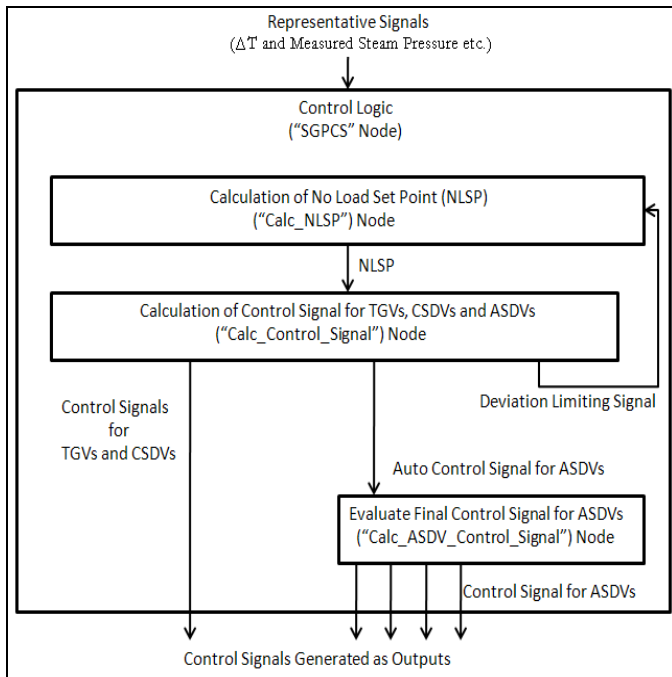 Representative Signals
(ΔT and Measured Steam Pressure etc.)
Control Logic
("SGPCS" Node)
Calculation of No Load Set Point (NLSP)
("Calc_NLSP") Node
NLSP
Calculation of Control Signal for TGVs, CSDVs and ASDVs
("Calc_Control_Signal") Node
Control Signals
for
TGVs and CSDVs
Deviation Limiting Signal
Auto Control Signal for ASDVs
Evaluate Final Control Signal for ASDVs
("Calc_ASDV_Control_Signal") Node
Control Signal for ASDVs
Control Signals Generated as Outputs